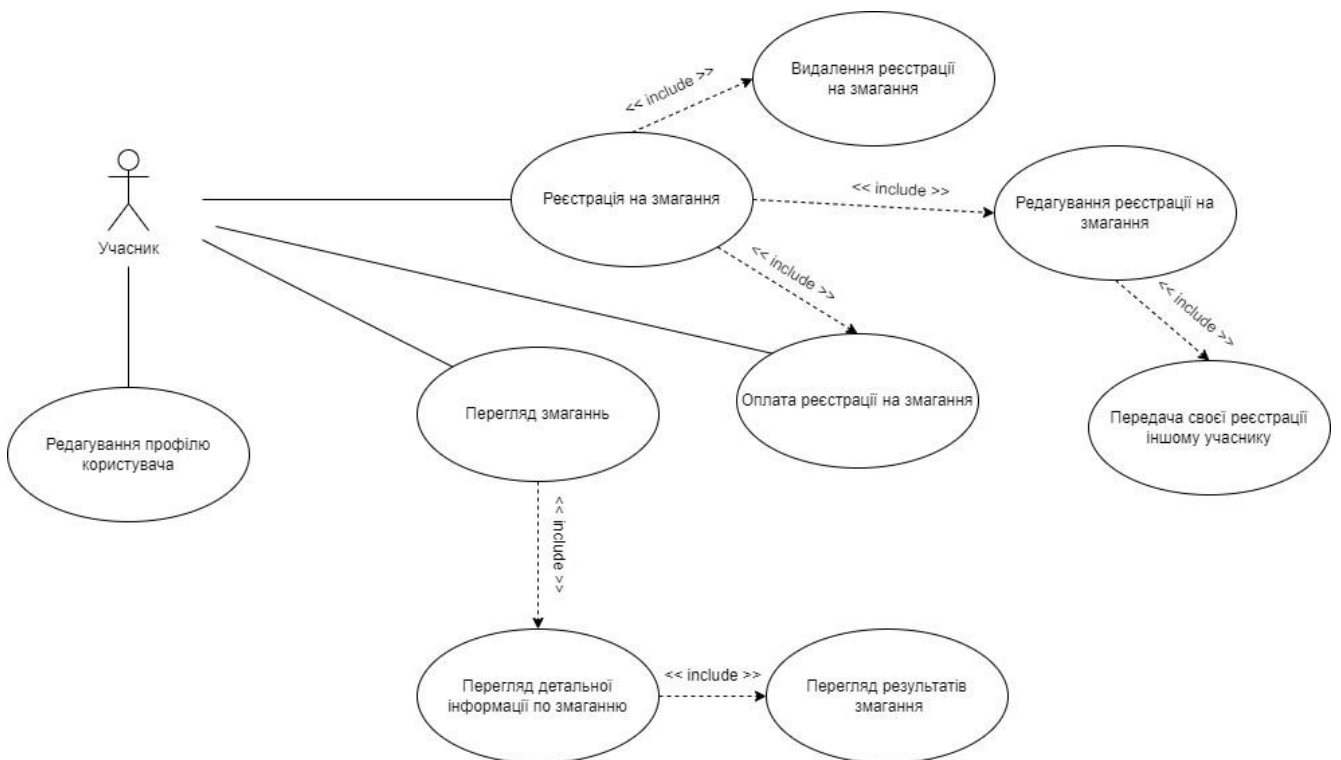 Видалення реєстрації
на змагання
<< include >>
Учасник
Реєстрація на змагання
<< include >>
Редагування реєстрації на
змагання
<< include >>
<< include >>
Редагування профілю
користувача
Перегляд змаганнь
Оплата реєстрації на змагання
Передача своєї реєстрації
іншому учаснику
<< include >>
Перегляд детальної
інформації по змаганню
<< include >>
Перегляд результатів
змагання